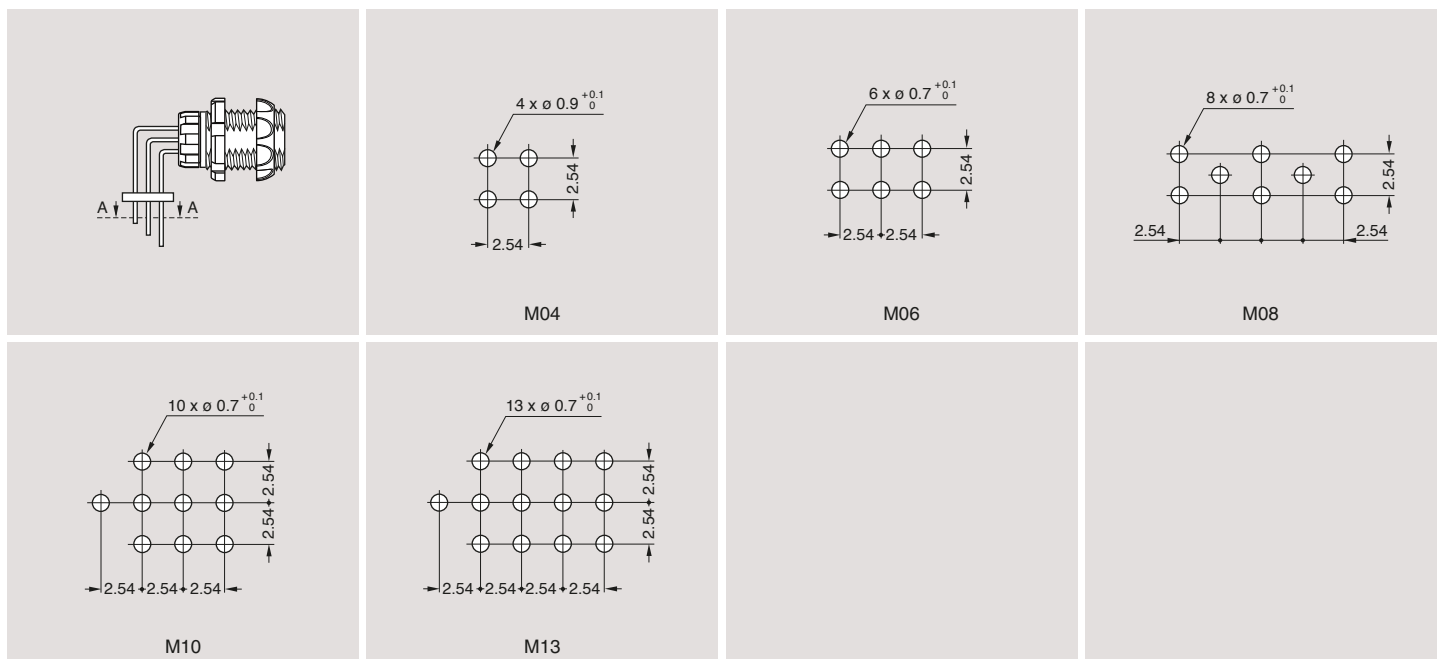 A A
4 x ø 0.9 +0.1 0
2.54
2.54
M04
6 x ø 0.7 +0.1 0
2.54
2.54 2.54
M06
8 x ø 0.7 +0.1 0
2.54
2.54 2.54
M08
10 x ø 0.7 +0.1 0
2.54
2.54
2.54 2.54 2.54
M10
13 x ø 0.7 +0.1 0
2.54
2.54
2.54 2.54 2.54 2.54
M13